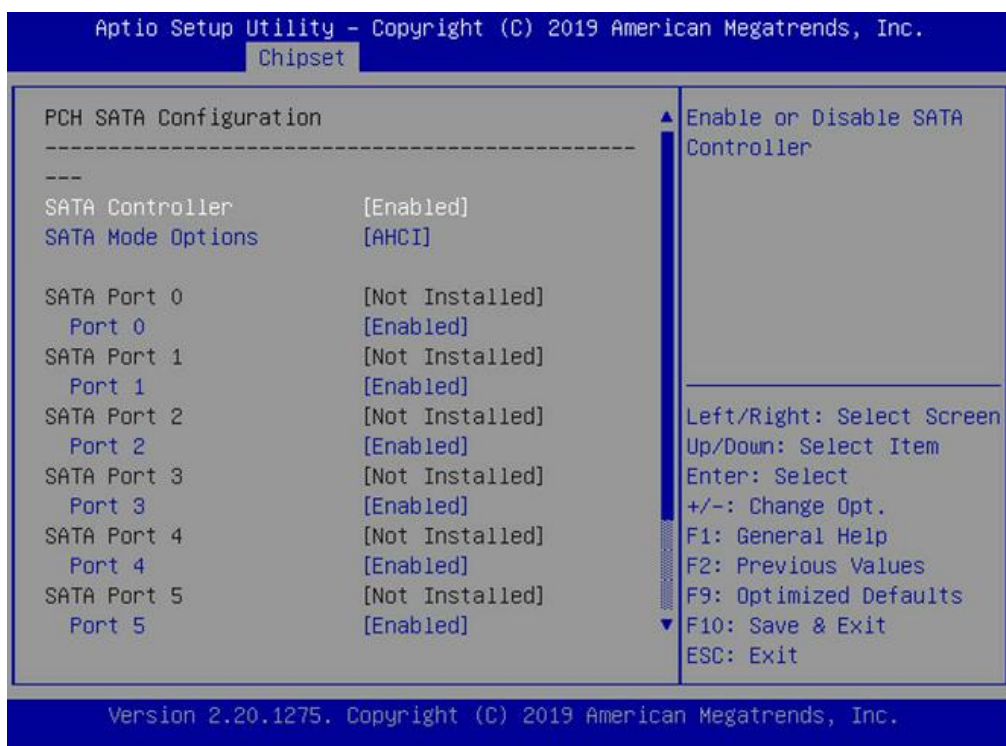 Aptio Setup Utility – Copyright (C) 2019 American Megatrends, Inc.
Chipset
PCH SATA Configuration
-----------------------------------------------
---
SATA Controller [Enabled]
SATA Mode Options [AHCI]
SATA Port 0 [Not Installed]
Port 0 [Enabled]
SATA Port 1 [Not Installed]
Port 1 [Enabled]
SATA Port 2 [Not Installed]
Port 2 [Enabled]
SATA Port 3 [Not Installed]
Port 3 [Enabled]
SATA Port 4 [Not Installed]
Port 4 [Enabled]
SATA Port 5 [Not Installed]
Port 5 [Enabled]
Enable or Disable SATA
Controller
Left/Right: Select Screen
Up/Down: Select Item
Enter: Select
+/-: Change Opt.
F1: General Help
F2: Previous Values
F9: Optimized Defaults
F10: Save & Exit
ESC: Exit
Version 2.20.1275. Copyright (C) 2019 American Megatrends, Inc.